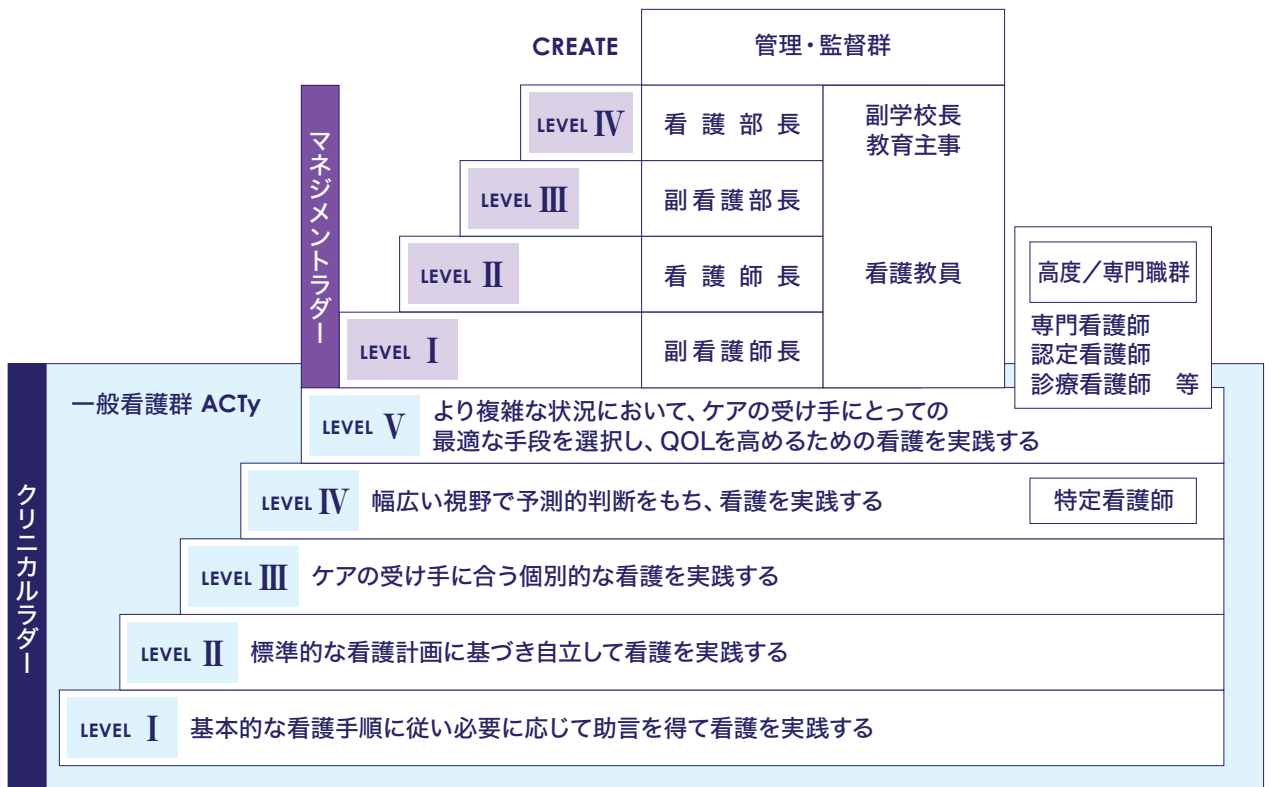 CREATE
管理・監督群
マネジメントラダー
LEVEL Ⅳ
看護部長
副学校長
教育主事
LEVEL Ⅲ
副看護部長
LEVEL Ⅱ
看護師長
看護教員
LEVEL Ⅰ
副看護師長
高度／専門職群
専門看護師
認定看護師
診療看護師 等
クリニカルラダー
一般看護群 ACTy
LEVEL Ⅴ
より複雑な状況において、ケアの受け手にとっての
最適な手段を選択し、QOLを高めるための看護を実践する
LEVEL Ⅳ
幅広い視野で予測的判断をもち、看護を実践する
特定看護師
LEVEL Ⅲ
ケアの受け手に合う個別的な看護を実践する
LEVEL Ⅱ
標準的な看護計画に基づき自立して看護を実践する
LEVEL Ⅰ
基本的な看護手順に従い必要に応じて助言を得て看護を実践する